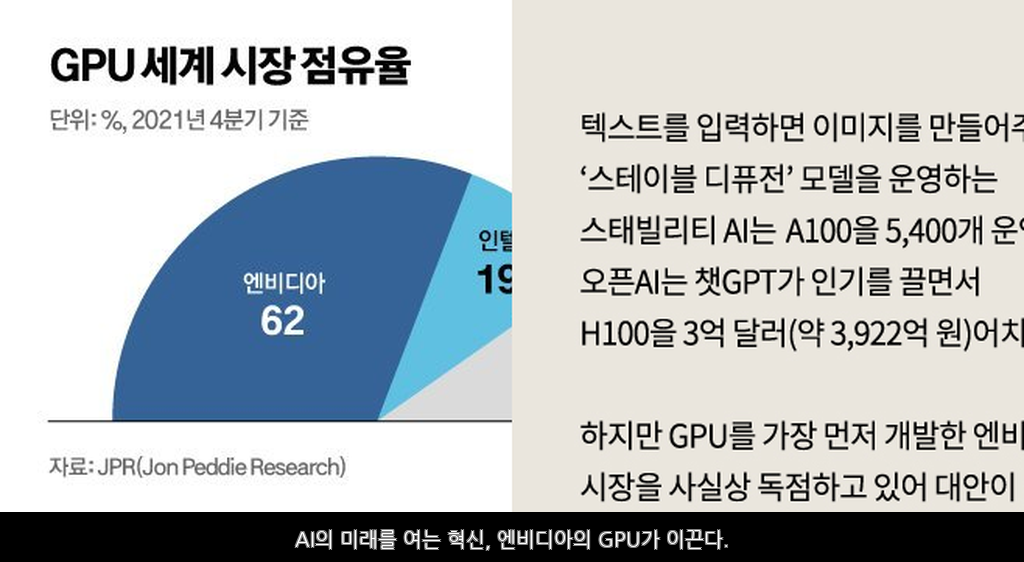 GPU 세계 시장 점유율
단위: %, 2021년 4분기 기준
인텔
19
엔비디아
62
자료: JPR(Jon Peddie Research)
텍스트를 입력하면 이미지를 만들어주
‘스테이블 디퓨전’ 모델을 운영하는
스태빌리티 AI는 A100을 5,400개 운영
오픈AI는 챗GPT가 인기를 끌면서
H100을 3억 달러(약 3,922억 원)어치
하지만 GPU를 가장 먼저 개발한 엔비
시장을 사실상 독점하고 있어 대안이
AI의 미래를 여는 혁신, 엔비디아의 GPU가 이끈다.